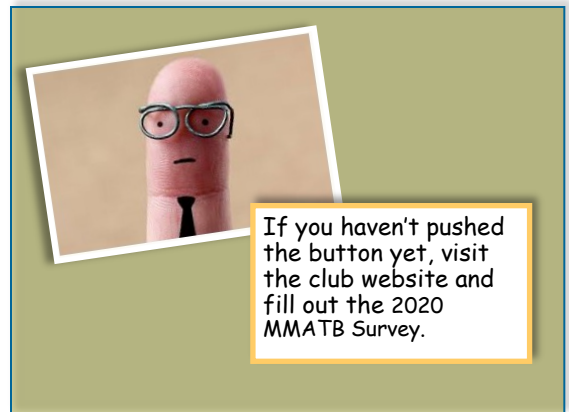 If you haven’t pushed
the button yet, visit
the club website and
fill out the 2020
MMATB Survey.